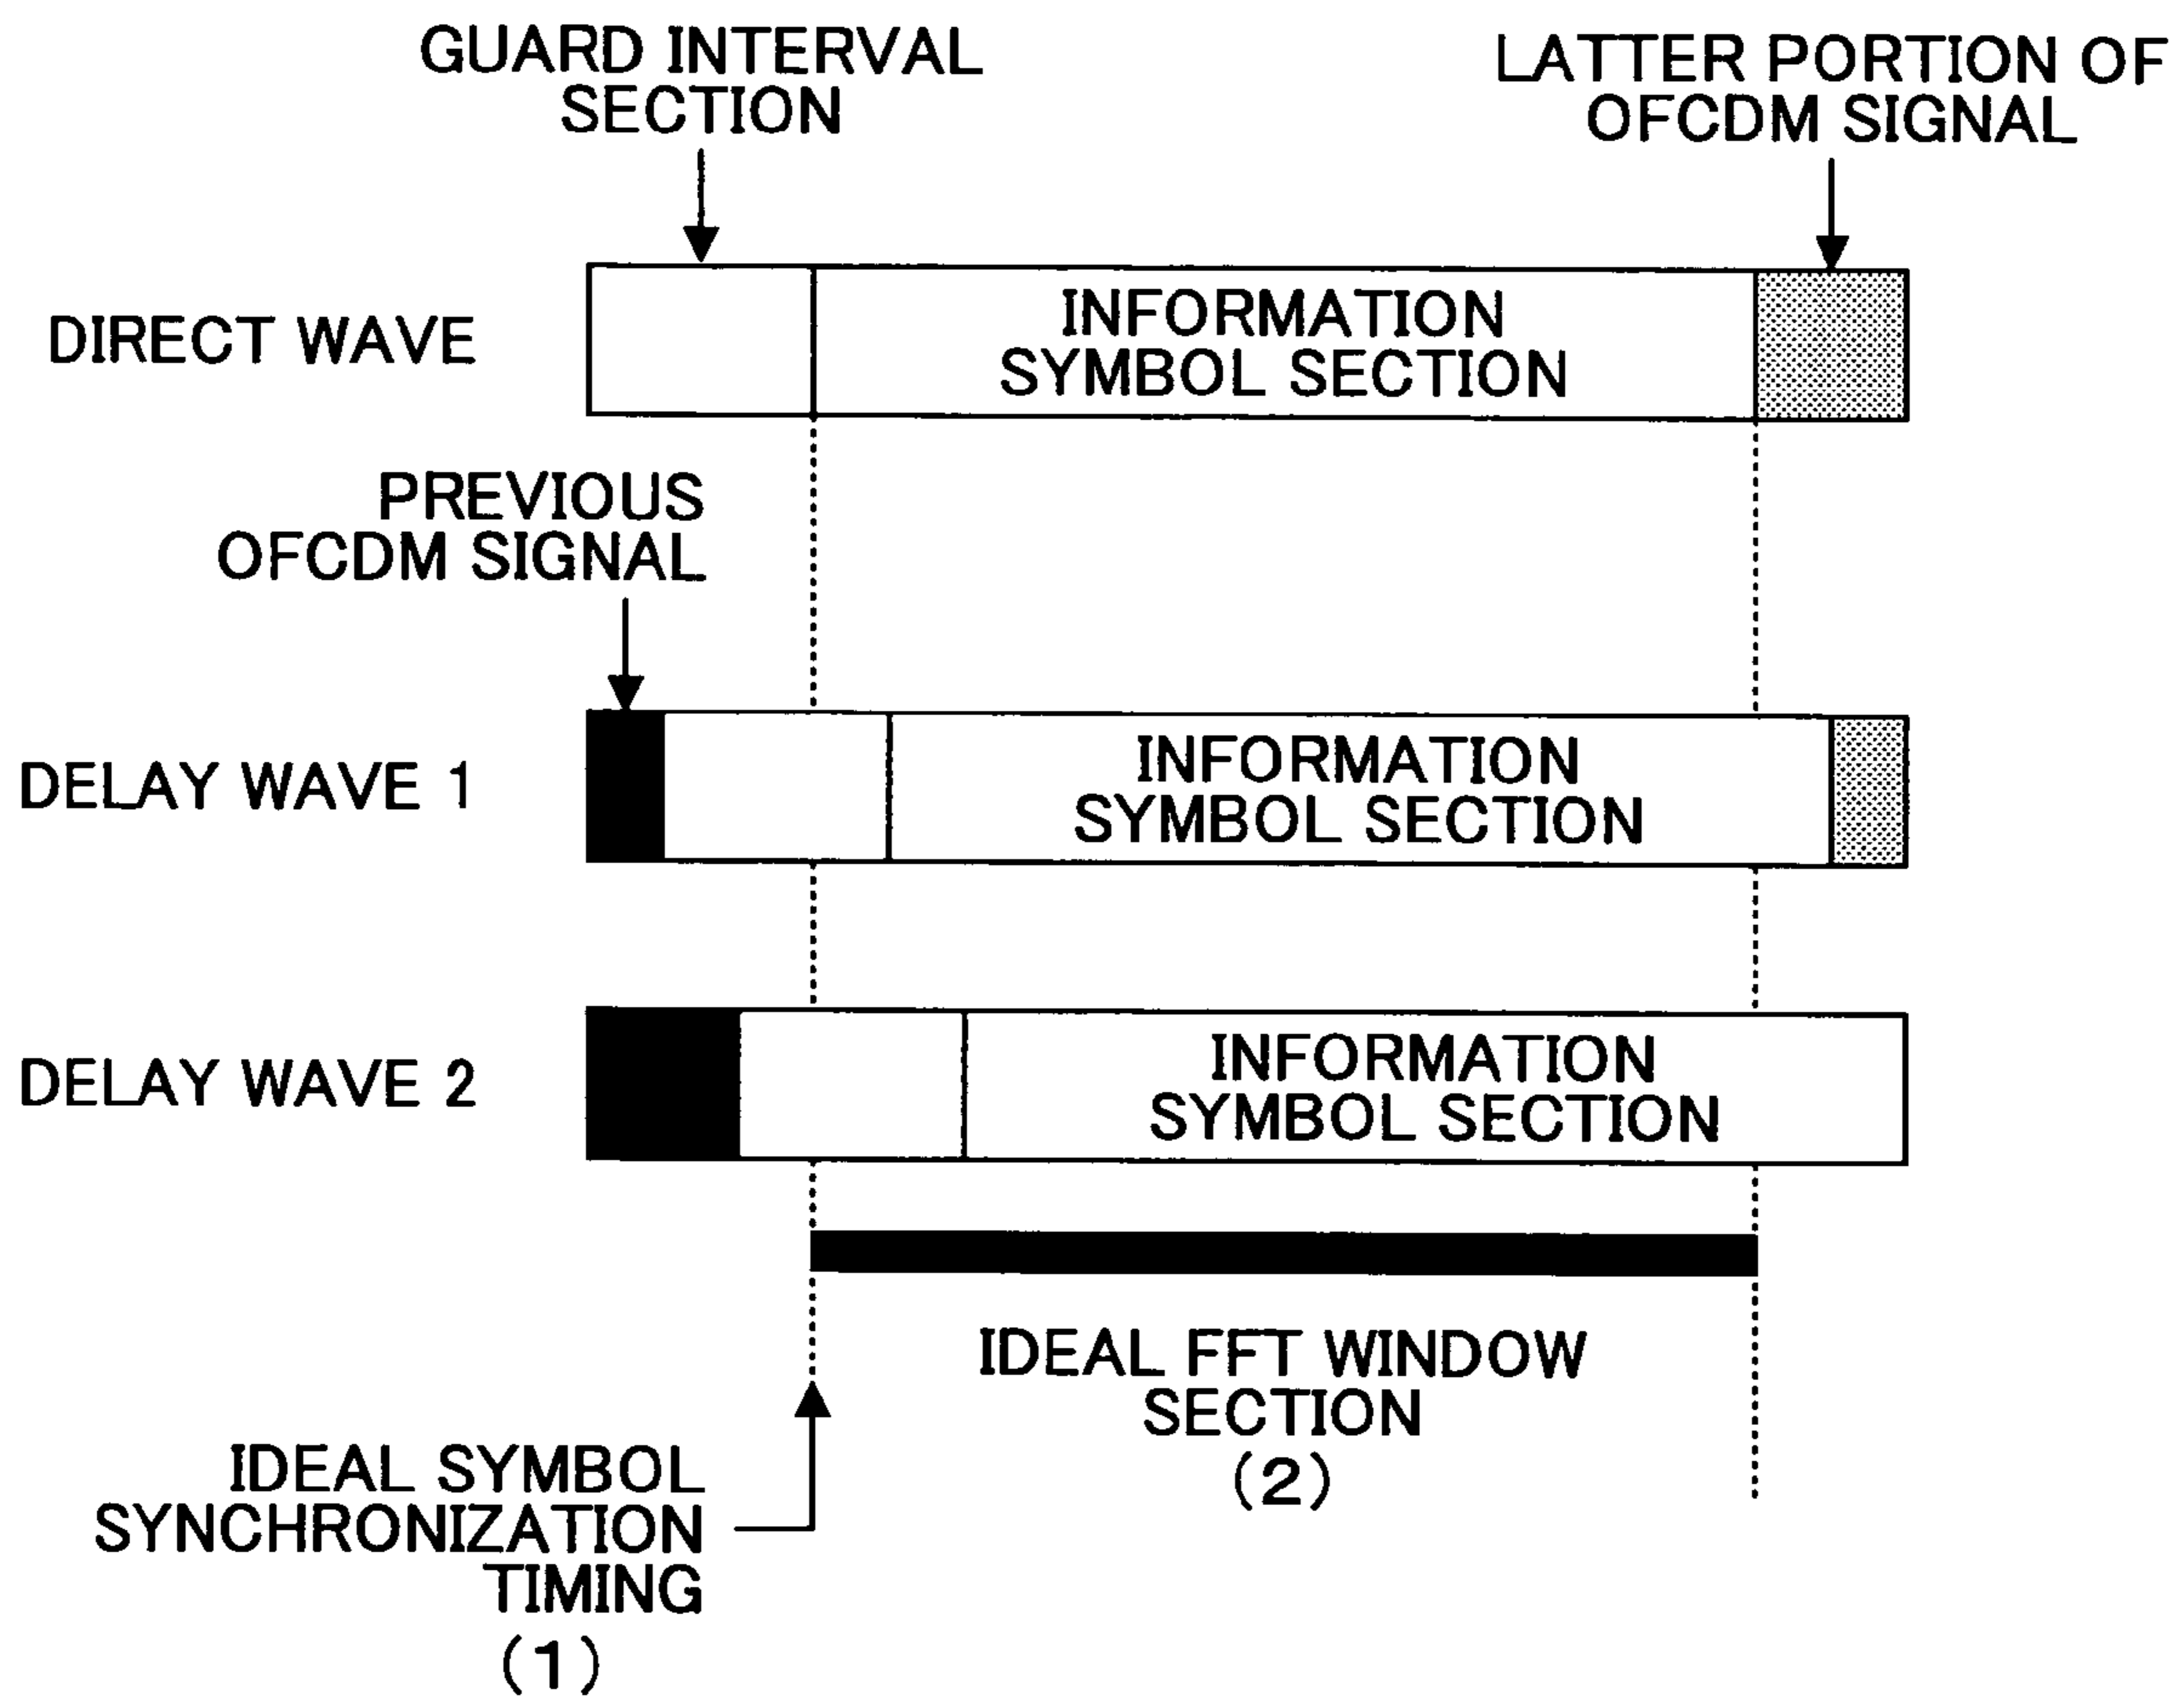 GUARD INTERVAL
SECTION
LATTER PORTION OF
OFCDM SIGNAL
DIRECT WAVE
INFORMATION
SYMBOL SECTION
PREVIOUS
OFCDM SIGNAL
DELAY WAVE 1
INFORMATION
SYMBOL SECTION
DELAY WAVE 2
INFORMATION
SYMBOL SECTION
IDEAL FFT WINDOW
SECTION
(2)
IDEAL SYMBOL
SYNCHRONIZATION
TIMING
(1)